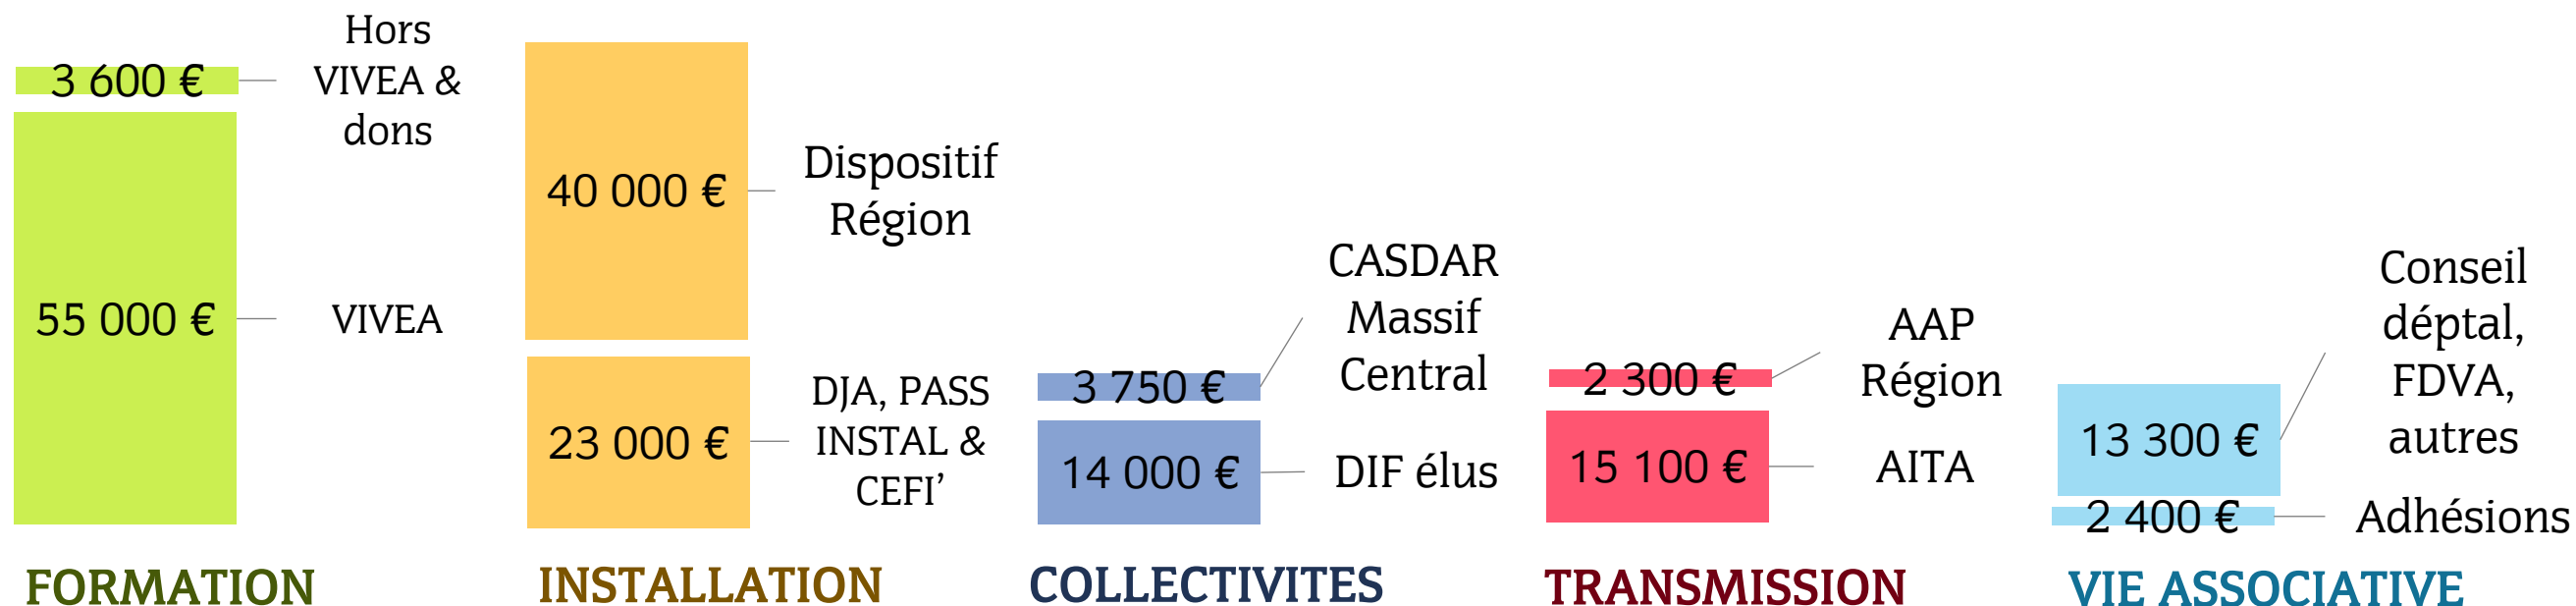 3 600 €
Hors
VIVEA &
dons
55 000 €
VIVEA
FORMATION
40 000 €
Dispositif
Région
23 000 €
DJA, PASS
INSTAL &
CEFI’
INSTALLATION
3 750 €
CASDAR
Massif
Central
14 000 €
DIF élus
COLLECTIVITES
2 300 €
AAP
Région
15 100 €
AITA
TRANSMISSION
13 300 €
Conseil
déptal,
FDVA,
autres
2 400 €
Adhésions
VIE ASSOCIATIVE